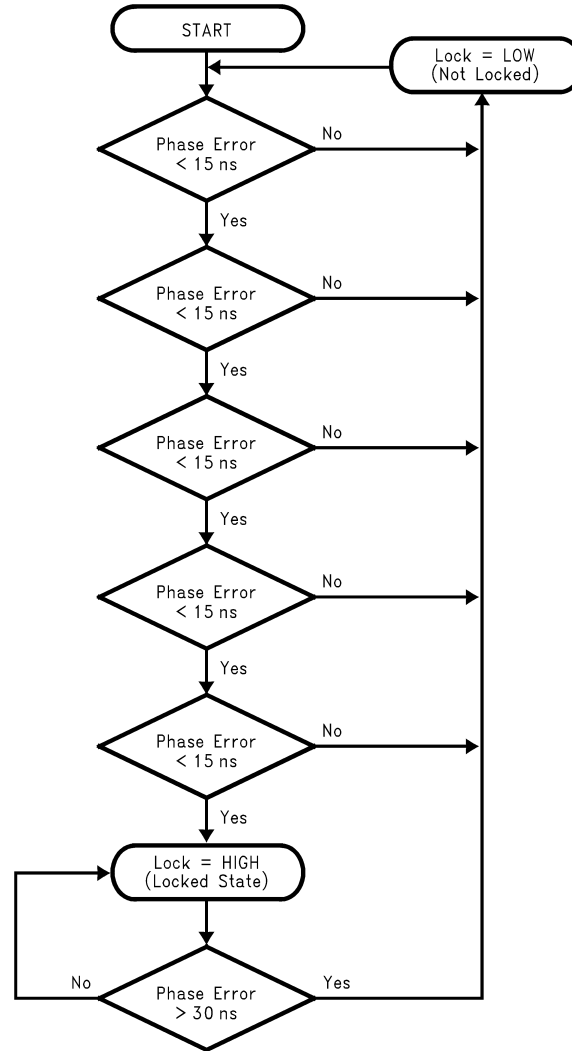 START
Lock = LOW
(Not Locked)
Phase Error
< 15 ns
No
Yes
Phase Error
< 15 ns
No
Yes
Phase Error
< 15 ns
No
Yes
Phase Error
< 15 ns
No
Yes
Phase Error
< 15 ns
No
Yes
Lock = HIGH
(Locked State)
No
Phase Error
> 30 ns
Yes